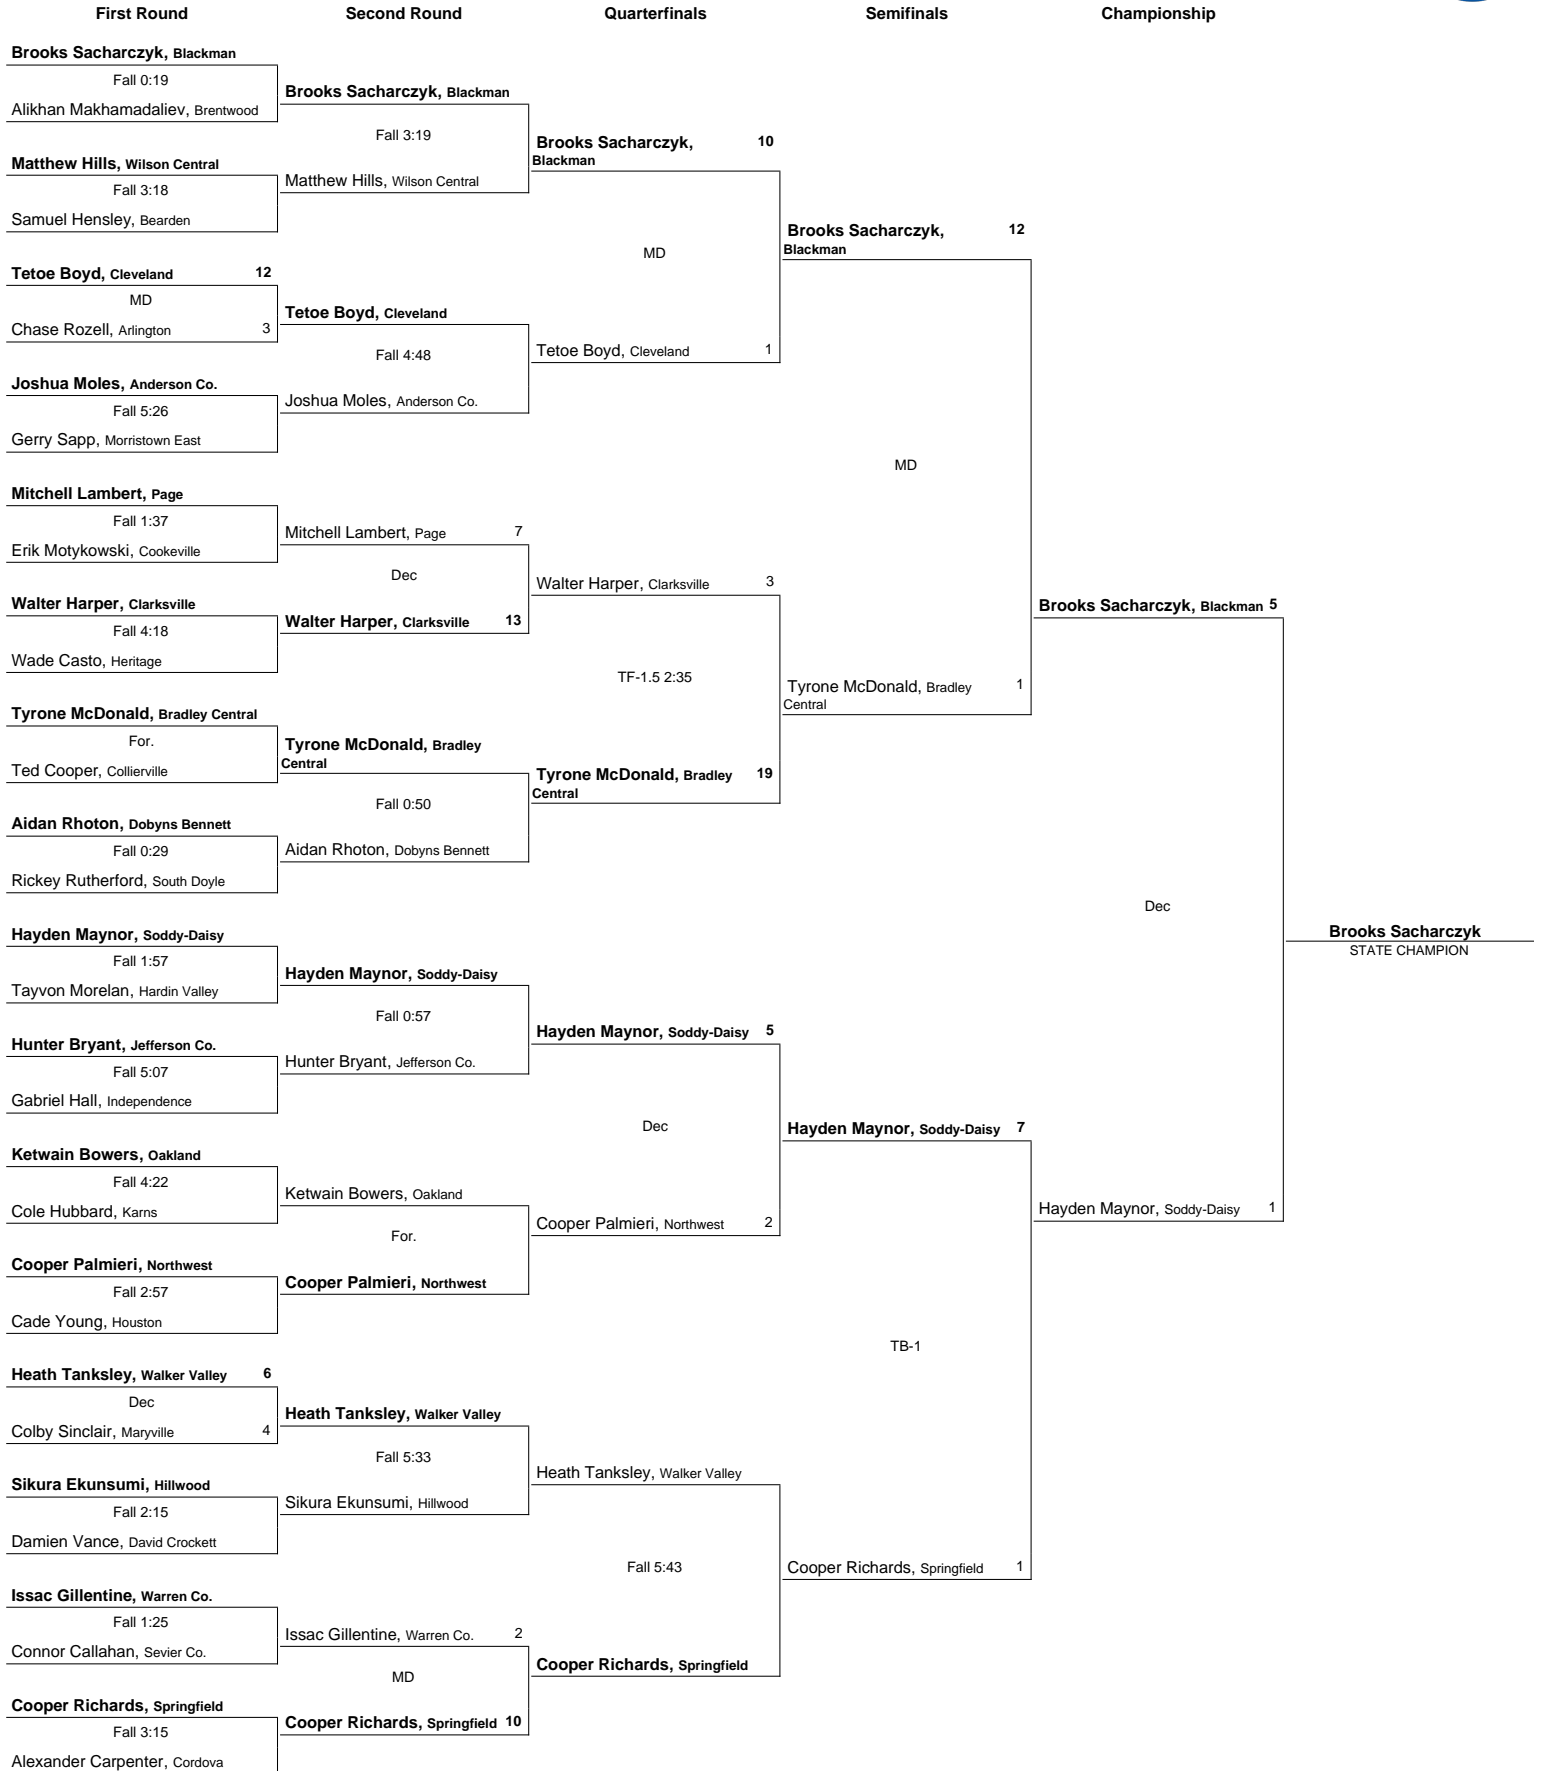 First Round
Second Round
Quarterfinals
Semifinals
Championship
Brooks Sacharczyk, Blackman
Fall 0:19
Alikhan Makhamadaliev, Brentwood
Matthew Hills, Wilson Central
Fall 3:18
Samuel Hensley, Bearden
Tetoe Boyd, Cleveland 12
MD
Chase Rozell, Arlington 3
Joshua Moles, Anderson Co.
Fall 5:26
Gerry Sapp, Morristown East
Mitchell Lambert, Page
Fall 1:37
Erik Motykowski, Cookeville
Walter Harper, Clarksville
Fall 4:18
Wade Casto, Heritage
Tyrone McDonald, Bradley Central
For.
Ted Cooper, Collierville
Aidan Rhoton, Dobyns Bennett
Fall 0:29
Rickey Rutherford, South Doyle
Hayden Maynor, Soddy-Daisy
Fall 1:57
Tayvon Morelan, Hardin Valley
Hunter Bryant, Jefferson Co.
Fall 5:07
Gabriel Hall, Independence
Ketwain Bowers, Oakland
Fall 4:22
Cole Hubbard, Karns
Cooper Palmieri, Northwest
Fall 2:57
Cade Young, Houston
Heath Tanksley, Walker Valley 6
Dec
Colby Sinclair, Maryville 4
Sikura Ekunsumi, Hillwood
Fall 2:15
Damien Vance, David Crockett
Issac Gillentine, Warren Co.
Fall 1:25
Connor Callahan, Sevier Co.
Cooper Richards, Springfield
Fall 3:15
Alexander Carpenter, Cordova
Brooks Sacharczyk, Blackman
Fall 3:19
Matthew Hills, Wilson Central
Tetoe Boyd, Cleveland
Fall 4:48
Joshua Moles, Anderson Co.
Mitchell Lambert, Page 7
Dec
Walter Harper, Clarksville 13
Tyrone McDonald, Bradley
Central
Fall 0:50
Aidan Rhoton, Dobyns Bennett
Hayden Maynor, Soddy-Daisy
Fall 0:57
Hunter Bryant, Jefferson Co.
Ketwain Bowers, Oakland
For.
Cooper Palmieri, Northwest
Heath Tanksley, Walker Valley
Fall 5:33
Sikura Ekunsumi, Hillwood
Issac Gillentine, Warren Co. 2
MD
Cooper Richards, Springfield 10
Brooks Sacharczyk, 10
Blackman
MD
Tetoe Boyd, Cleveland 1
Walter Harper, Clarksville 3
TF-1.5 2:35
Tyrone McDonald, Bradley 19
Central
Hayden Maynor, Soddy-Daisy 5
Dec
Cooper Palmieri, Northwest 2
Heath Tanksley, Walker Valley
Fall 5:43
Cooper Richards, Springfield
Brooks Sacharczyk, 12
Blackman
MD
Tyrone McDonald, Bradley 1
Central
Hayden Maynor, Soddy-Daisy 7
TB-1
Cooper Richards, Springfield 1
Brooks Sacharczyk, Blackman 5
Dec
Hayden Maynor, Soddy-Daisy 1
Brooks Sacharczyk
STATE CHAMPION